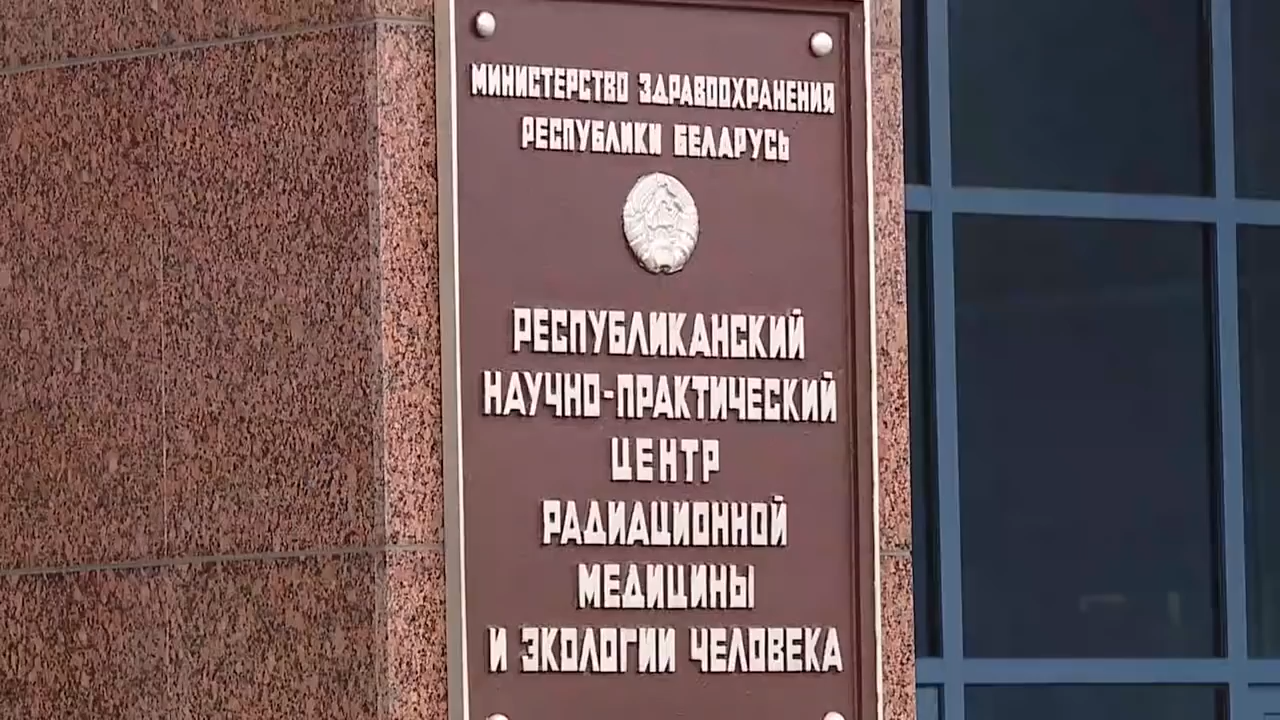 МИНИСТЕРСТВО ЗДРАВООХРАНЕНИЯ
РЕСПУБЛИКИ БЕЛАРУСЬ
РЕСПУБЛИКАНСКИЙ
НАУЧНО-ПРАКТИЧЕСКИЙ
ЦЕНТР
РАДИАЦИОННОЙ
МЕДИЦИНЫ
И ЭКОЛОГИИ ЧЕЛОВЕКА